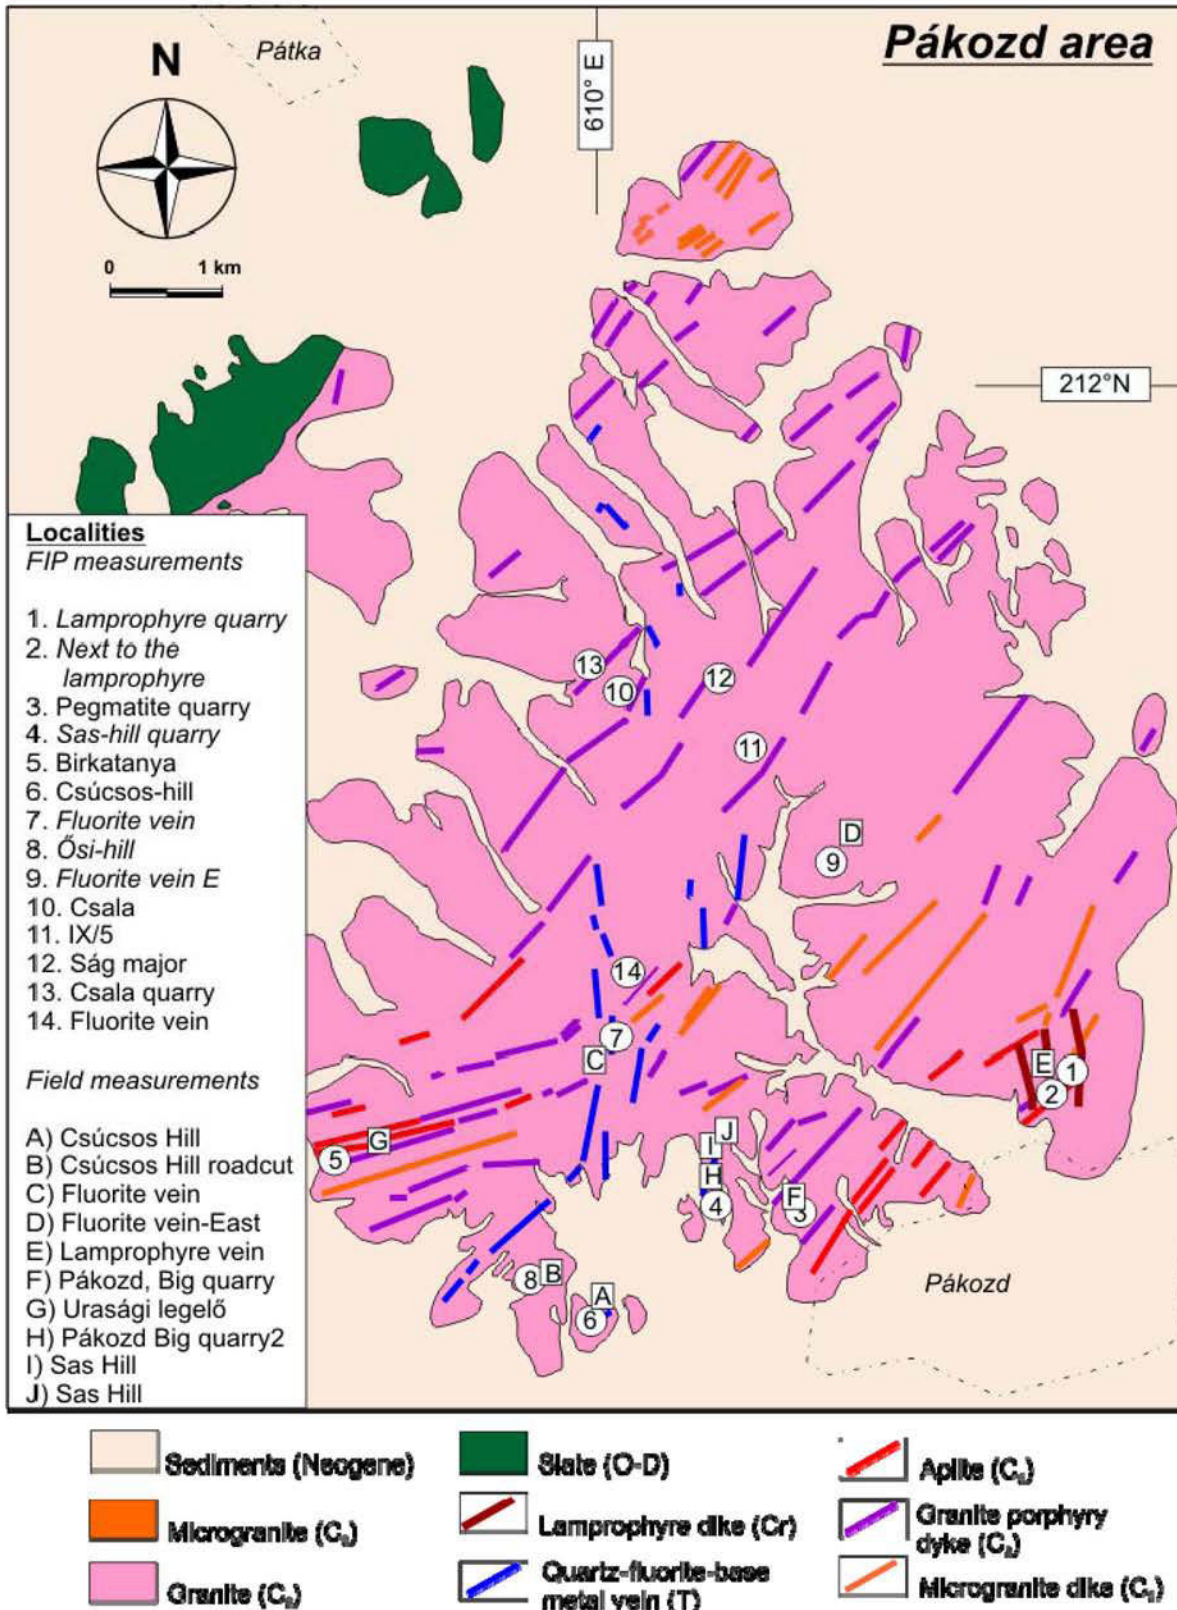 Pákozd area
Pátka
N
610° E
0 1 km
212°N
Localities
FIP measurements
1. Lamprophyre quarry
2. Next to the
lamprophyre
3. Pegmatite quarry
4. Sas-hill quarry
5. Birkatanya
6. Csúcsos-hill
7. Fluorite vein
8. Ősi-hill
9. Fluorite vein E
10. Csala
11. IX/5
12. Ság major
13. Csala quarry
14. Fluorite vein
Field measurements
A) Csúcsos Hill
B) Csúcsos Hill roadcut
C) Fluorite vein
D) Fluorite vein-East
E) Lamprophyre vein
F) Pákozd, Big quarry
G) Urasági legelő
H) Pákozd Big quarry2
I) Sas Hill
J) Sas Hill
13
10
12
11
D
9
14
7
C
E
1
2
J
I
G
5
H
4
F
3
8
B
A
6
Pákozd
Sediments (Neogene)
Microgranite (C
Granite (C
Slate (O-D)
Lamprophyre dike (Cr)
Quartz-fluorite-base
metal vein (T)
Aplite (C
Granite porphyry
dyke (C
Microgranite dike (C